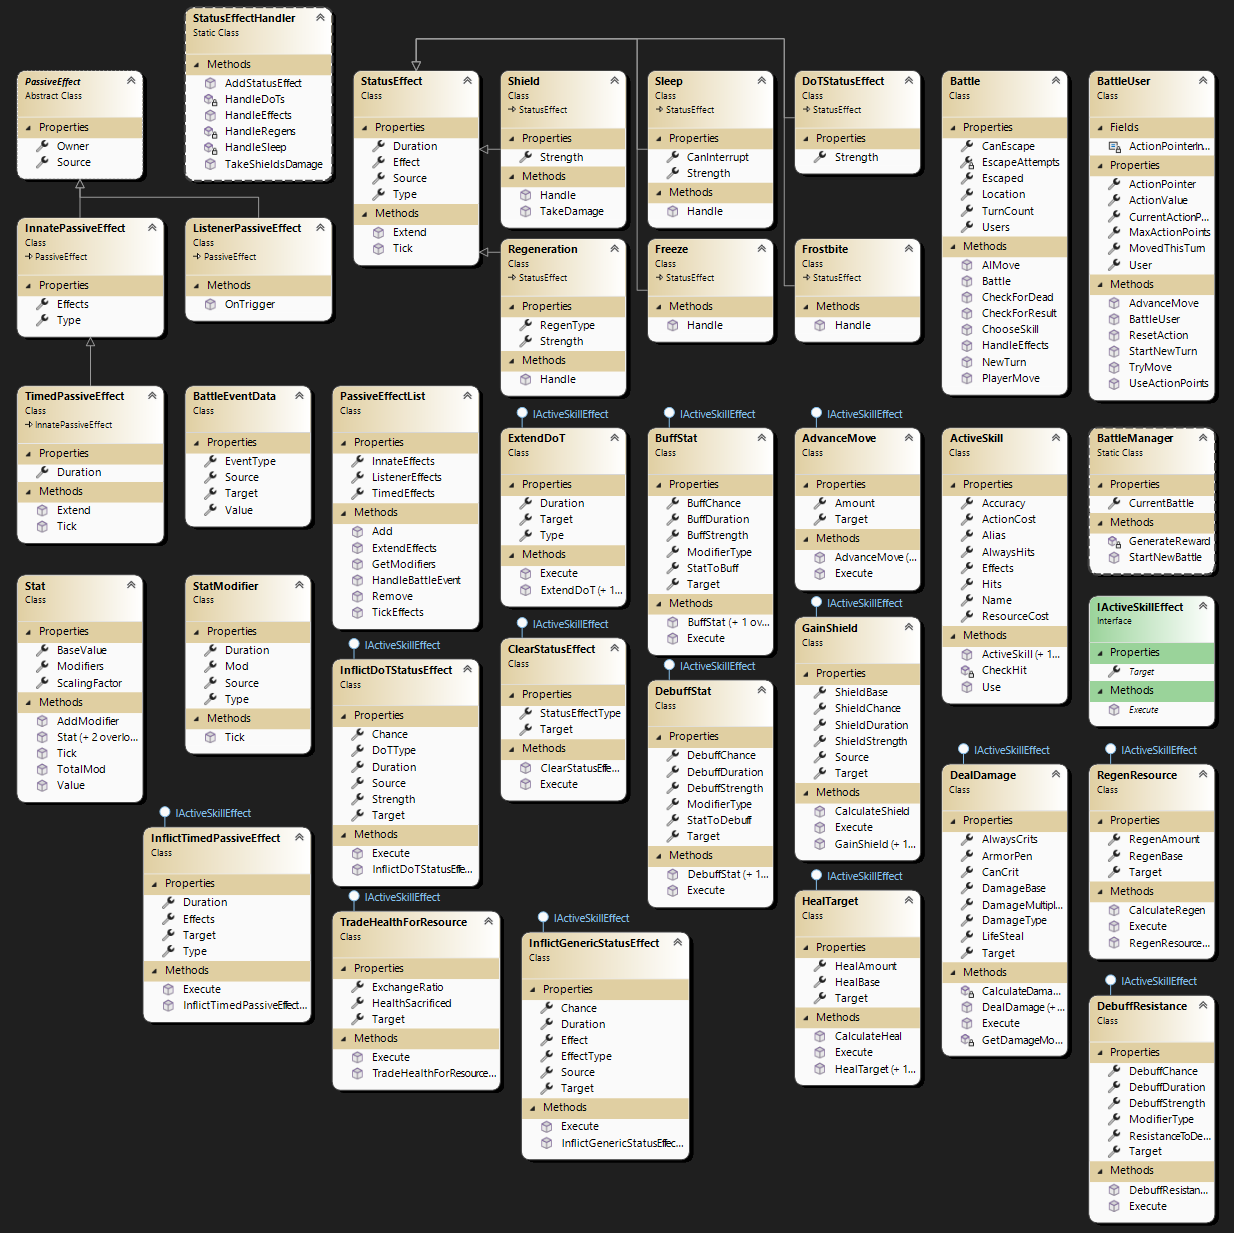 StatusEffectHandler
Static Class
Methods
AddStatusEffect
HandleDoTs
HandleEffects
HandleRegens
HandleSleep
TakeShieldsDamage
PassiveEffect
Abstract Class
Properties
Owner
Source
StatusEffect
Class
Properties
Duration
Effect
Source
Type
Methods
Extend
Tick
Shield
Class
StatusEffect
Properties
Strength
Methods
Handle
TakeDamage
Sleep
Class
StatusEffect
Properties
CanInterrupt
Strength
Methods
Handle
DoTStatusEffect
Class
StatusEffect
Properties
Strength
Battle
Class
Properties
CanEscape
EscapeAttempts
Escaped
Location
TurnCount
Users
Methods
AIMove
Battle
CheckForDead
CheckForResult
ChooseSkill
HandleEffects
NewTurn
PlayerMove
BattleUser
Class
Fields
ActionPointerIn...
Properties
ActionPointer
ActionValue
CurrentActionP...
MaxActionPoints
MovedThisTurn
User
Methods
AdvanceMove
BattleUser
ResetAction
StartNewTurn
TryMove
UseActionPoints
InnatePassiveEffect
Class
PassiveEffect
Properties
Effects
Type
ListenerPassiveEffect
Class
PassiveEffect
Methods
OnTrigger
Regeneration
Class
StatusEffect
Properties
RegenType
Strength
Methods
Handle
Freeze
Class
StatusEffect
Methods
Handle
Frostbite
Class
StatusEffect
Methods
Handle
TimedPassiveEffect
Class
InnatePassiveEffect
Properties
Duration
Methods
Extend
Tick
BattleEventData
Class
Properties
EventType
Source
Target
Value
PassiveEffectList
Class
Properties
InnateEffects
ListenerEffects
TimedEffects
Methods
Add
ExtendEffects
GetModifiers
HandleBattleEvent
Remove
TickEffects
IActiveSkillEffect
ExtendDoT
Class
Properties
Duration
Target
Type
Methods
Execute
ExtendDoT (+ 1...
IActiveSkillEffect
BuffStat
Class
Properties
BuffChance
BuffDuration
BuffStrength
ModifierType
StatToBuff
Target
Methods
BuffStat (+ 1 ov...
Execute
IActiveSkillEffect
AdvanceMove
Class
Properties
Amount
Target
Methods
AdvanceMove (...
Execute
ActiveSkill
Class
Properties
Accuracy
ActionCost
Alias
AlwaysHits
Effects
Hits
Name
ResourceCost
Methods
ActiveSkill (+ 1...
CheckHit
Use
BattleManager
Static Class
Properties
CurrentBattle
Methods
GenerateReward
StartNewBattle
Stat
Class
Properties
BaseValue
Modifiers
ScalingFactor
Methods
AddModifier
Stat (+ 2 overlo...
Tick
TotalMod
Value
StatModifier
Class
Properties
Duration
Mod
Source
Type
Methods
Tick
IActiveSkillEffect
InflictDoTStatusEffect
Class
Properties
Chance
DoTType
Duration
Source
Strength
Target
Methods
Execute
InflictDoTStatusEffe...
IActiveSkillEffect
ClearStatusEffect
Class
Properties
StatusEffectType
Target
Methods
ClearStatusEffe...
Execute
IActiveSkillEffect
DebuffStat
Class
Properties
DebuffChance
DebuffDuration
DebuffStrength
ModifierType
StatToDebuff
Target
Methods
DebuffStat (+ 1...
Execute
IActiveSkillEffect
GainShield
Class
Properties
ShieldBase
ShieldChance
ShieldDuration
ShieldStrength
Source
Target
Methods
CalculateShield
Execute
GainShield (+ 1...
IActiveSkillEffect
Interface
Properties
Target
Methods
Execute
IActiveSkillEffect
DealDamage
Class
Properties
AlwaysCrits
ArmorPen
CanCrit
DamageBase
DamageMultipl...
DamageType
LifeSteal
Target
Methods
CalculateDama...
DealDamage (+...
Execute
GetDamageMo...
IActiveSkillEffect
RegenResource
Class
Properties
RegenAmount
RegenBase
Target
Methods
CalculateRegen
Execute
RegenResource...
IActiveSkillEffect
InflictTimedPassiveEffect
Class
Properties
Duration
Effects
Target
Type
Methods
Execute
InflictTimedPassiveEffect...
IActiveSkillEffect
TradeHealthForResource
Class
Properties
ExchangeRatio
HealthSacrificed
Target
Methods
Execute
TradeHealthForResource...
IActiveSkillEffect
InflictGenericStatusEffect
Class
Properties
Chance
Duration
Effect
EffectType
Source
Target
Methods
Execute
InflictGenericStatusEffec...
IActiveSkillEffect
HealTarget
Class
Properties
HealAmount
HealBase
Target
Methods
CalculateHeal
Execute
HealTarget (+ 1...
IActiveSkillEffect
DebuffResistance
Class
Properties
DebuffChance
DebuffDuration
DebuffStrength
ModifierType
ResistanceToDe...
Target
Methods
DebuffResistan...
Execute